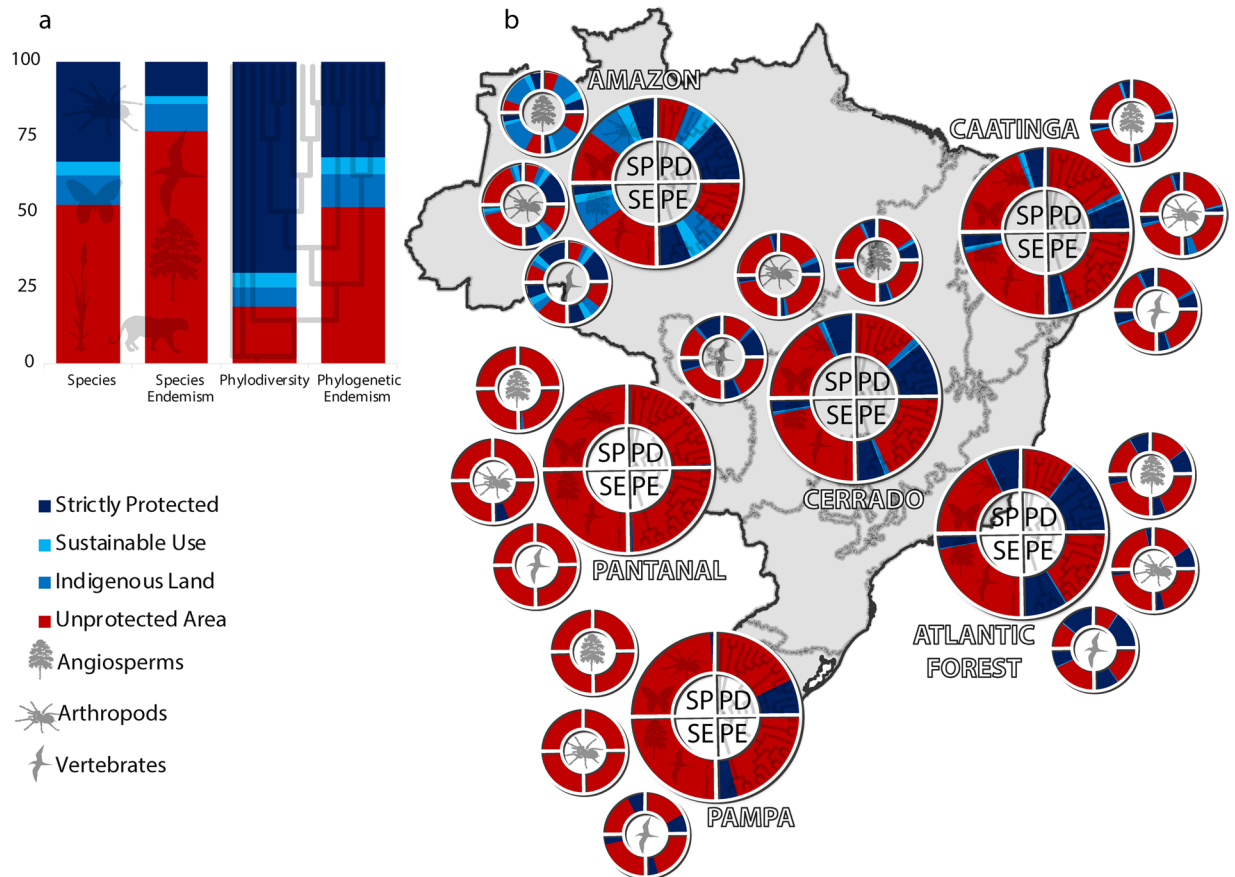 a
100
75
50
25
0
Species
Species
Endemism
Phylodiversity
Phylogenetic
Endemism
Strictly Protected
Sustainable Use
Indigenous Land
Unprotected Area
Angiosperms
Arthropods
Vertebrates
b
AMAZON
SP PD
SE PE
CAATINGA
SP PD
SE PE
SP PD
SE PE
CERRADO
SP PD
SE PE
PANTANAL
SP PD
SE PE
ATLANTIC
FOREST
SP PD
SE PE
PAMPA